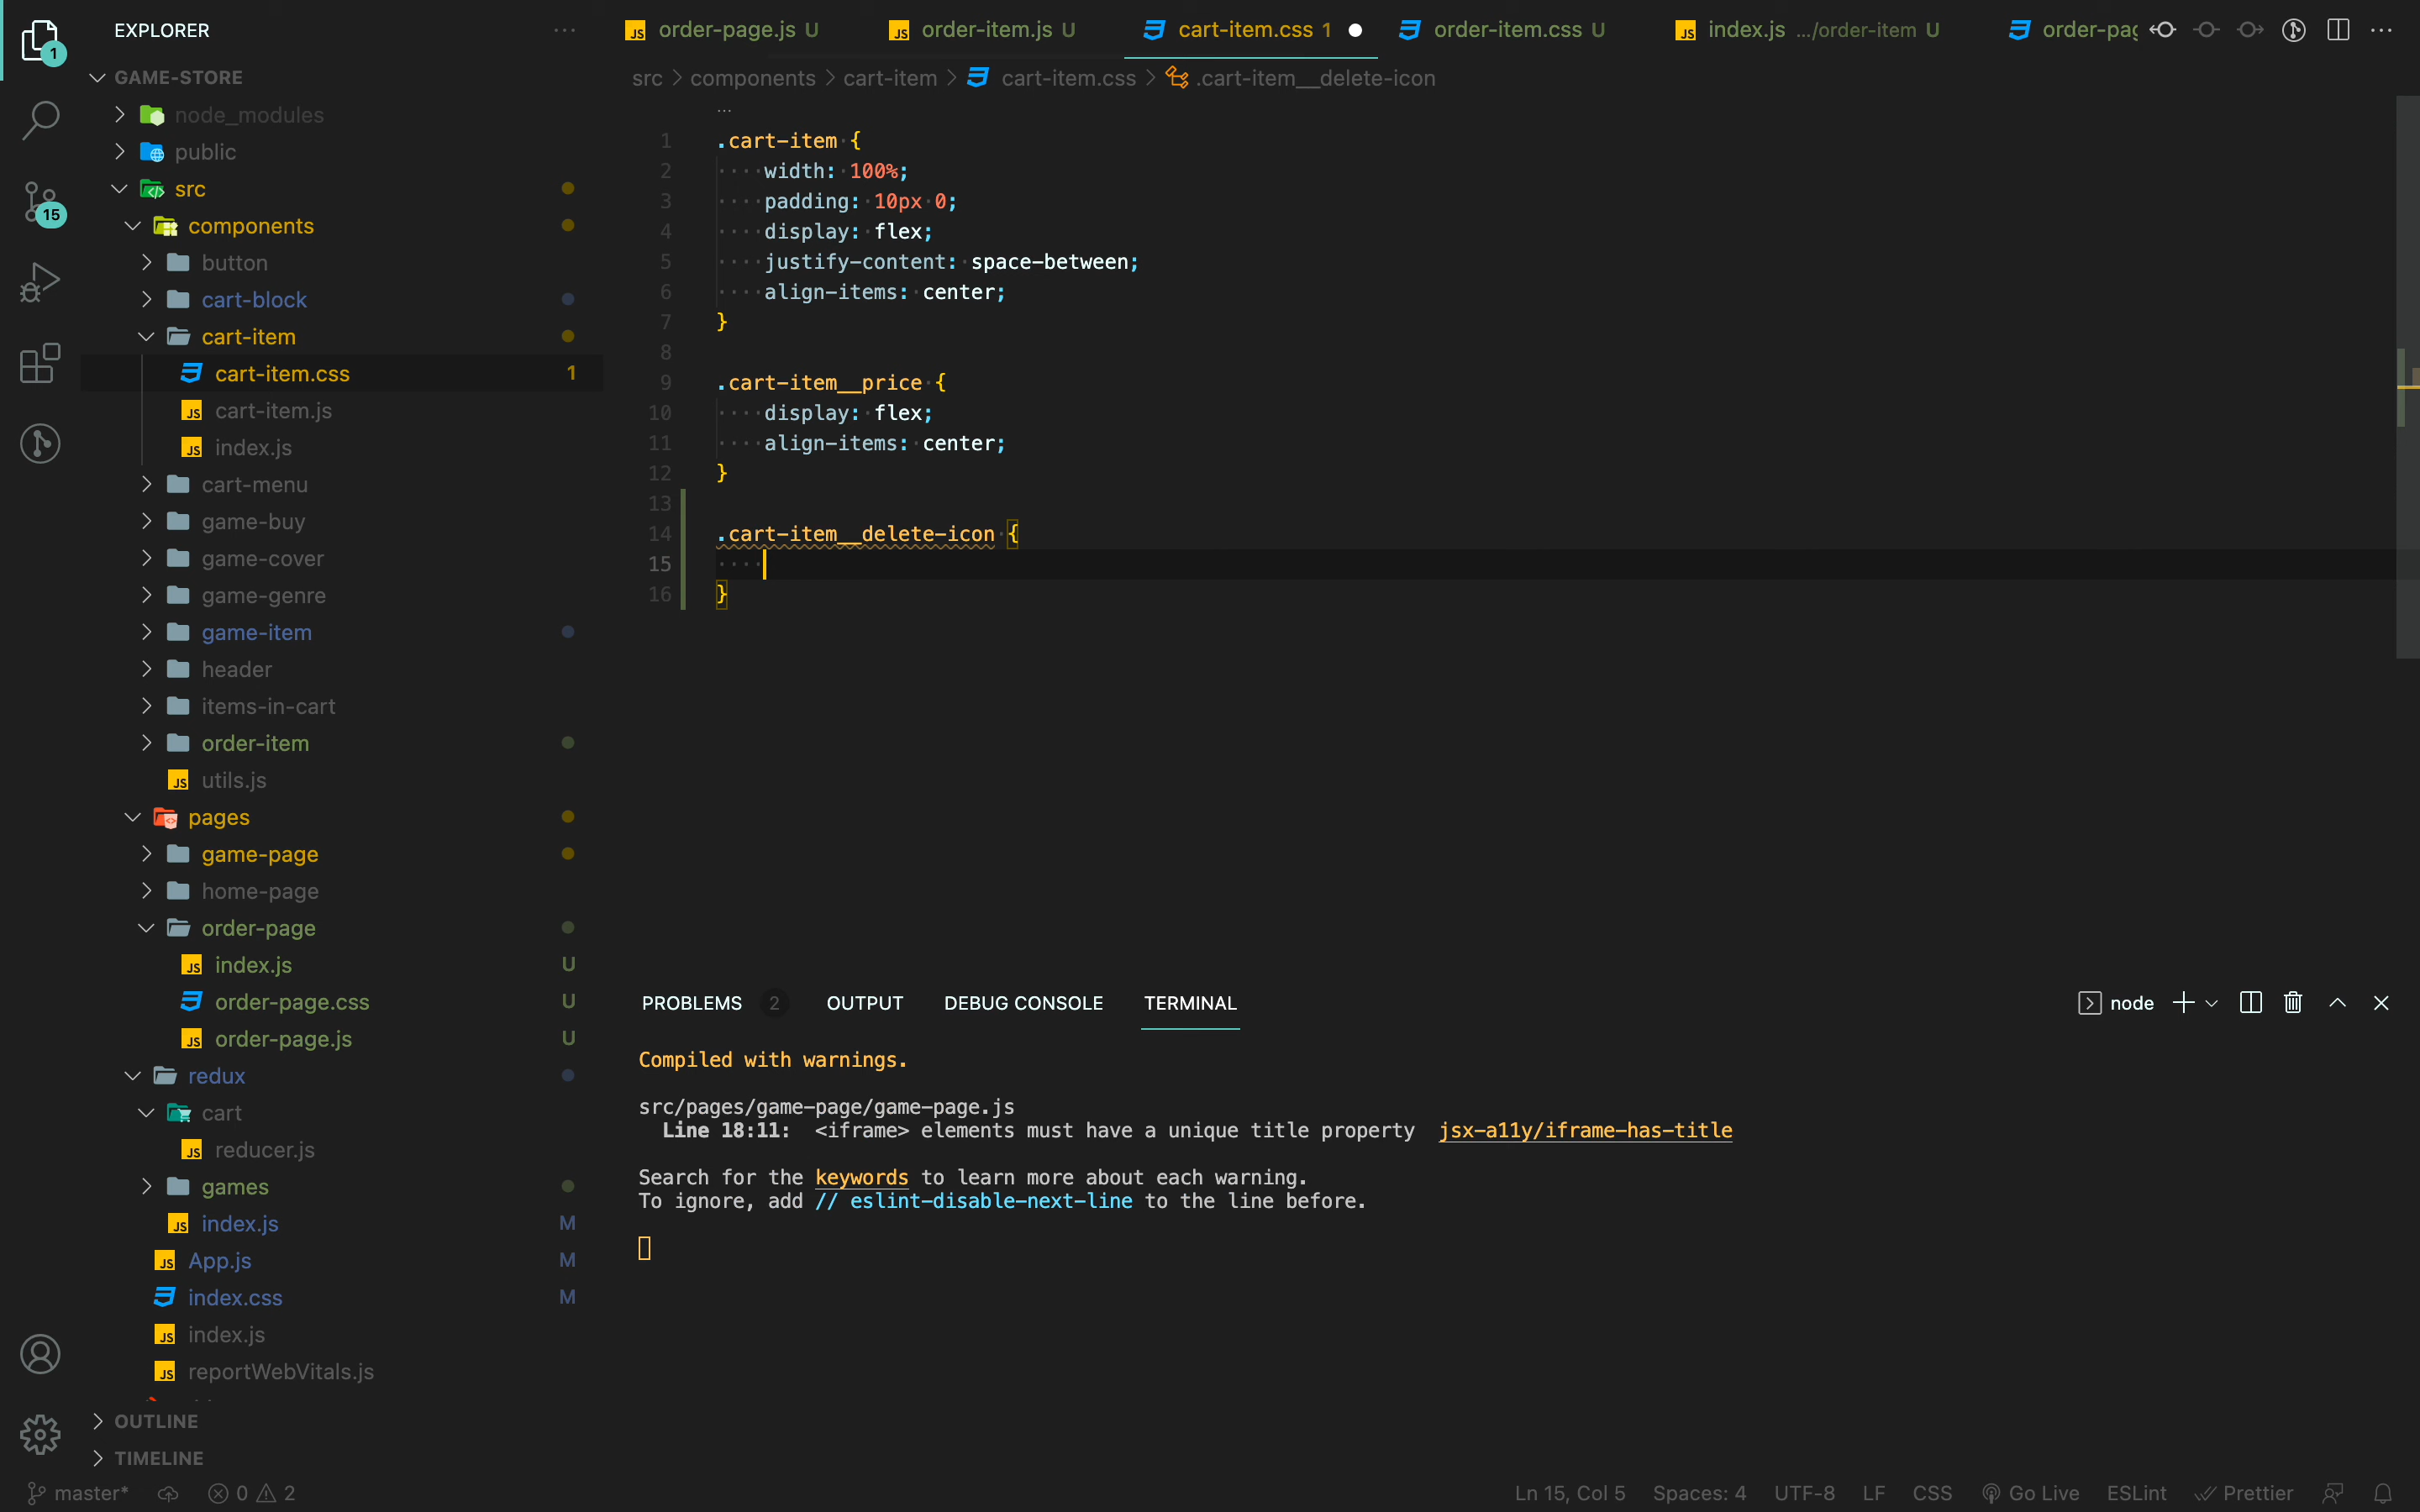 EXPLORER
GAME-STORE
node_modules
public
src
components
button
cart-block
cart-item
cart-item.css 1
cart-item.js
index.js
cart-menu
game-buy
game-cover
game-genre
game-item
header
items-in-cart
order-item
utils.js
pages
game-page
home-page
order-page
index.js U
order-page.css U
order-page.js U
redux
cart
reducer.js
games
index.js M
App.js M
index.css M
index.js
reportWebVitals.js
OUTLINE
TIMELINE
1
15
order-page.js U order-item.js U cart-item.css 1 order-item.css U index.js .../order-item U order-pag
src > components > cart-item > cart-item.css > .cart-item__delete-icon
...
1 .cart-item {
2 width: 100%;
3 padding: 10px 0;
4 display: flex;
5 justify-content: space-between;
6 align-items: center;
7 }
8
9 .cart-item__price {
10 display: flex;
11 align-items: center;
12 }
13
14 .cart-item__delete-icon {
15
16 }
PROBLEMS 2 OUTPUT DEBUG CONSOLE TERMINAL node
Compiled with warnings.
src/pages/game-page/game-page.js
Line 18:11: <iframe> elements must have a unique title property jsx-a11y/iframe-has-title
Search for the keywords to learn more about each warning.
To ignore, add // eslint-disable-next-line to the line before.
master* 0 2 Ln 15, Col 5 Spaces: 4 UTF-8 LF CSS Go Live ESLint Prettier